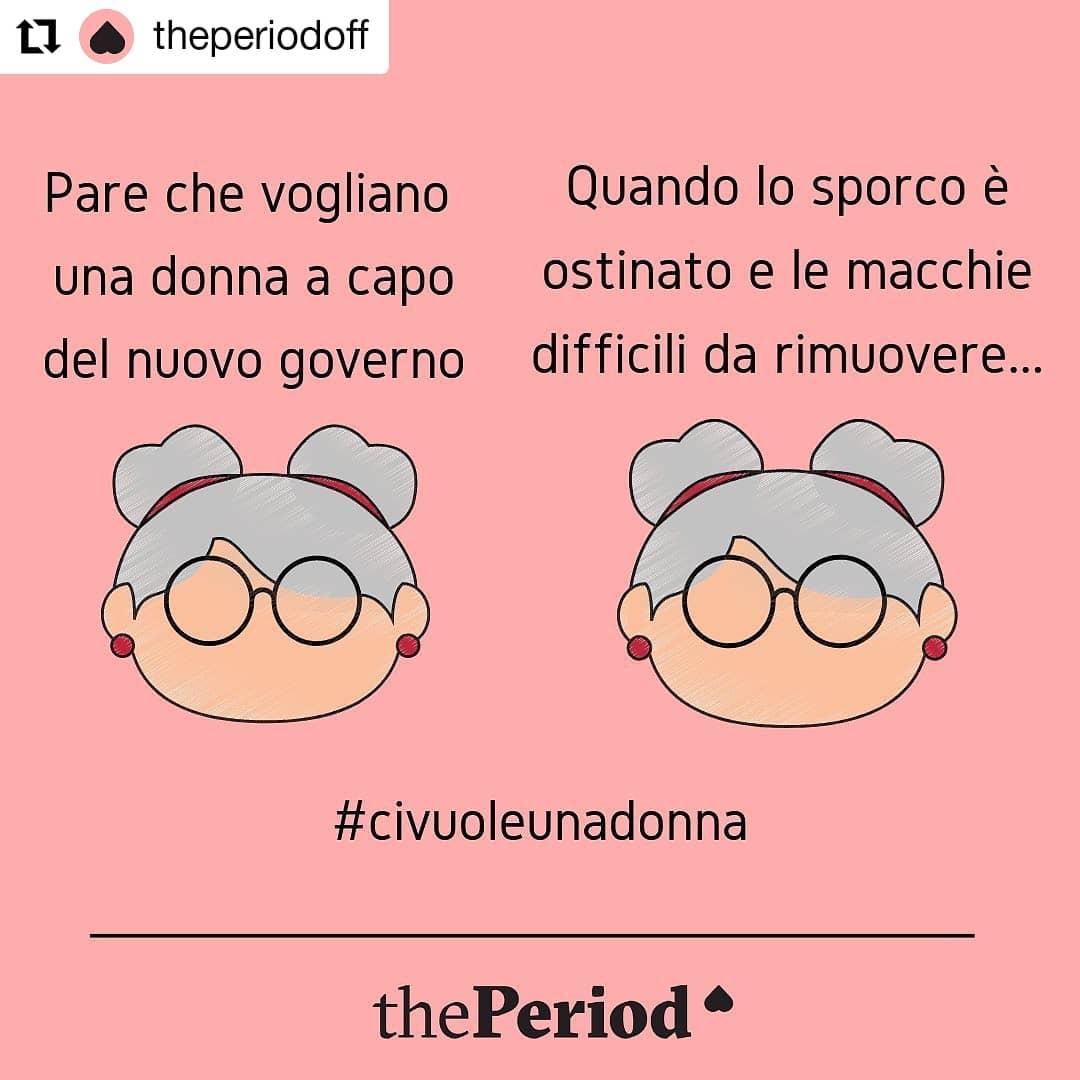 theperiodoff
Pare che vogliano
una donna a capo
del nuovo governo
Quando lo sporco è
ostinato e le macchie
difficili da rimuovere...
#civuoleunadonna
thePeriod